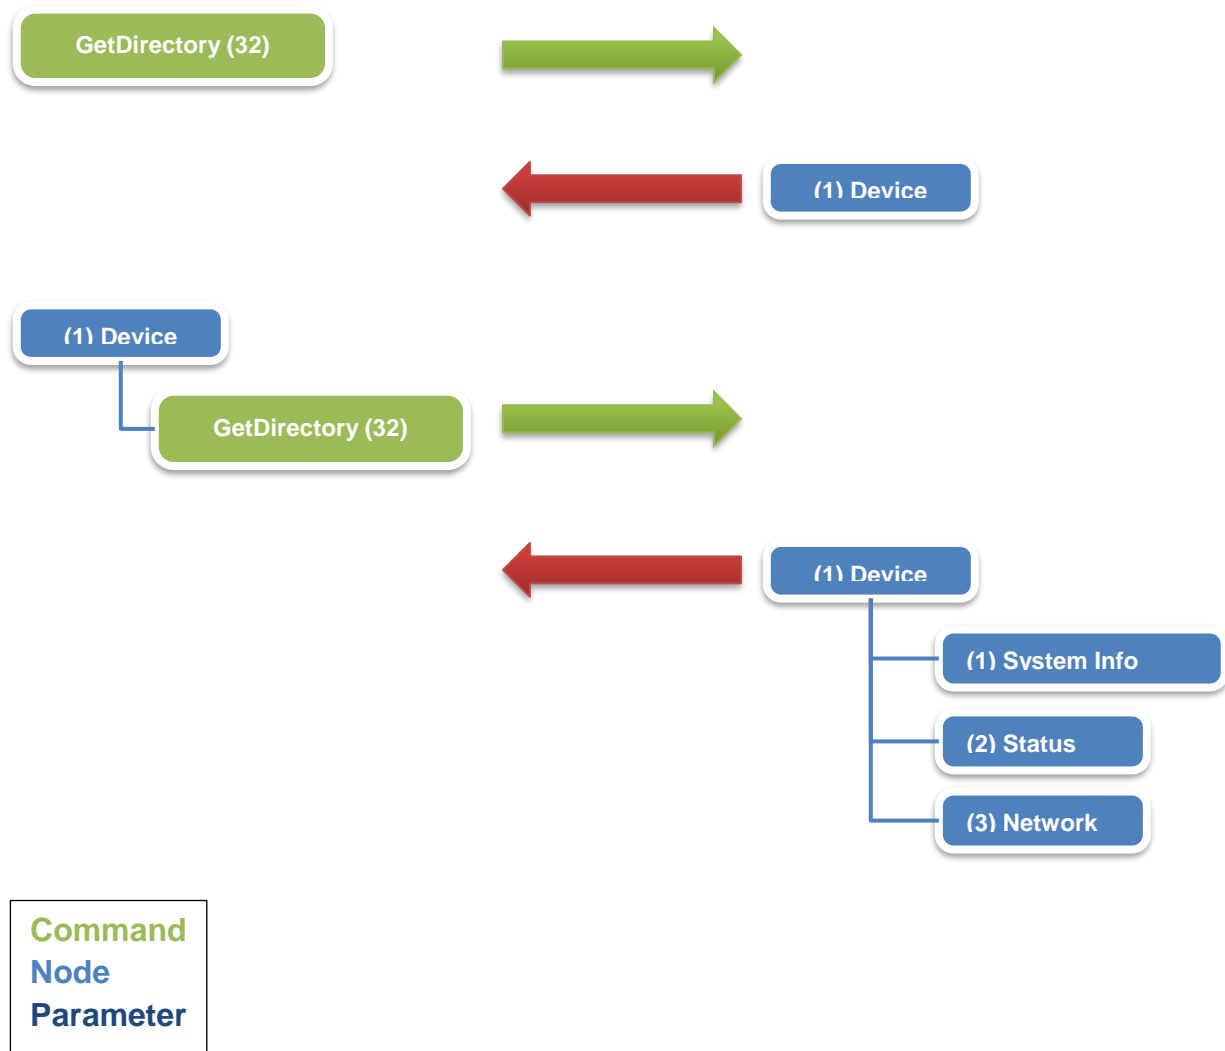 GetDirectory (32)
(1) Device
(1) Device
GetDirectory (32)
(1) Device
(1) System Info
(2) Status
(3) Network
Command
Node
Parameter